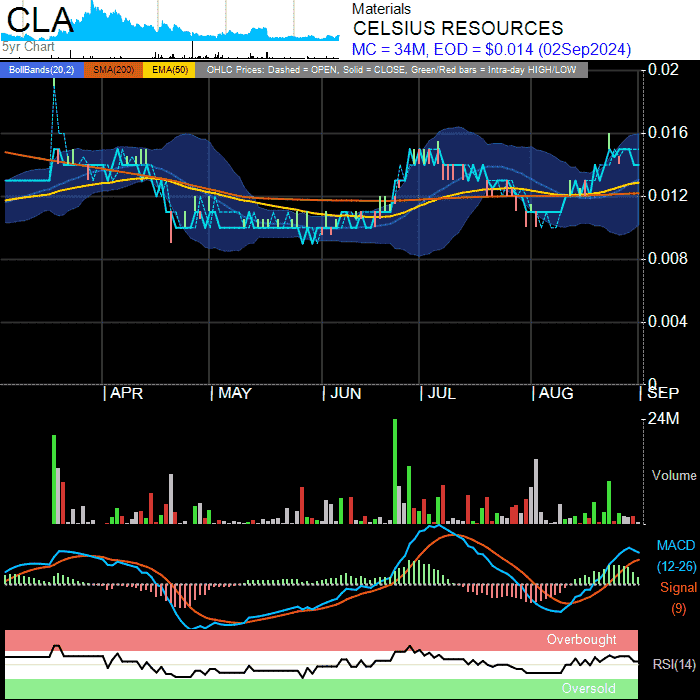 CLA
5yr Chart
Materials
CELSIUS RESOURCES
MC = 34M, EOD = $0.014 (02Sep2024)
BollBands(20,2) SMA(200) EMA(50) OHLC Prices: Dashed = OPEN, Solid = CLOSE, Green/Red bars = Intra-day HIGH/LOW
0.02
0.016
0.012
0.008
0.004
0
APR MAY JUN JUL AUG SEP
24M
Volume
MACD
(12-26)
Signal
(9)
Overbought
RSI(14)
Oversold